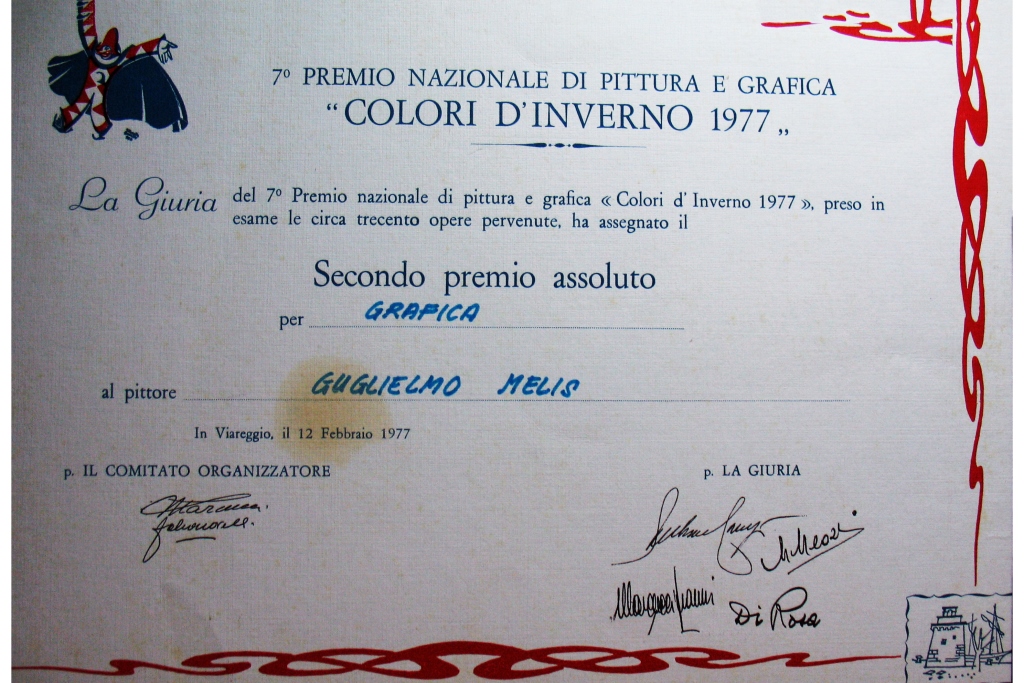 7º PREMIO NAZIONALE DI PITTURA E GRAFICA
“COLORI D'INVERNO 1977„
La Giuria del 7º Premio nazionale di pittura e grafica « Colori d' Inverno 1977 », preso in
esame le circa trecento opere pervenute, ha assegnato il
Secondo premio assoluto
per GRAFICA
al pittore GUGLIELMO MELIS
In Viareggio, il 12 Febbraio 1977
p. IL COMITATO ORGANIZZATORE
p. LA GIURIA
Di Rosa